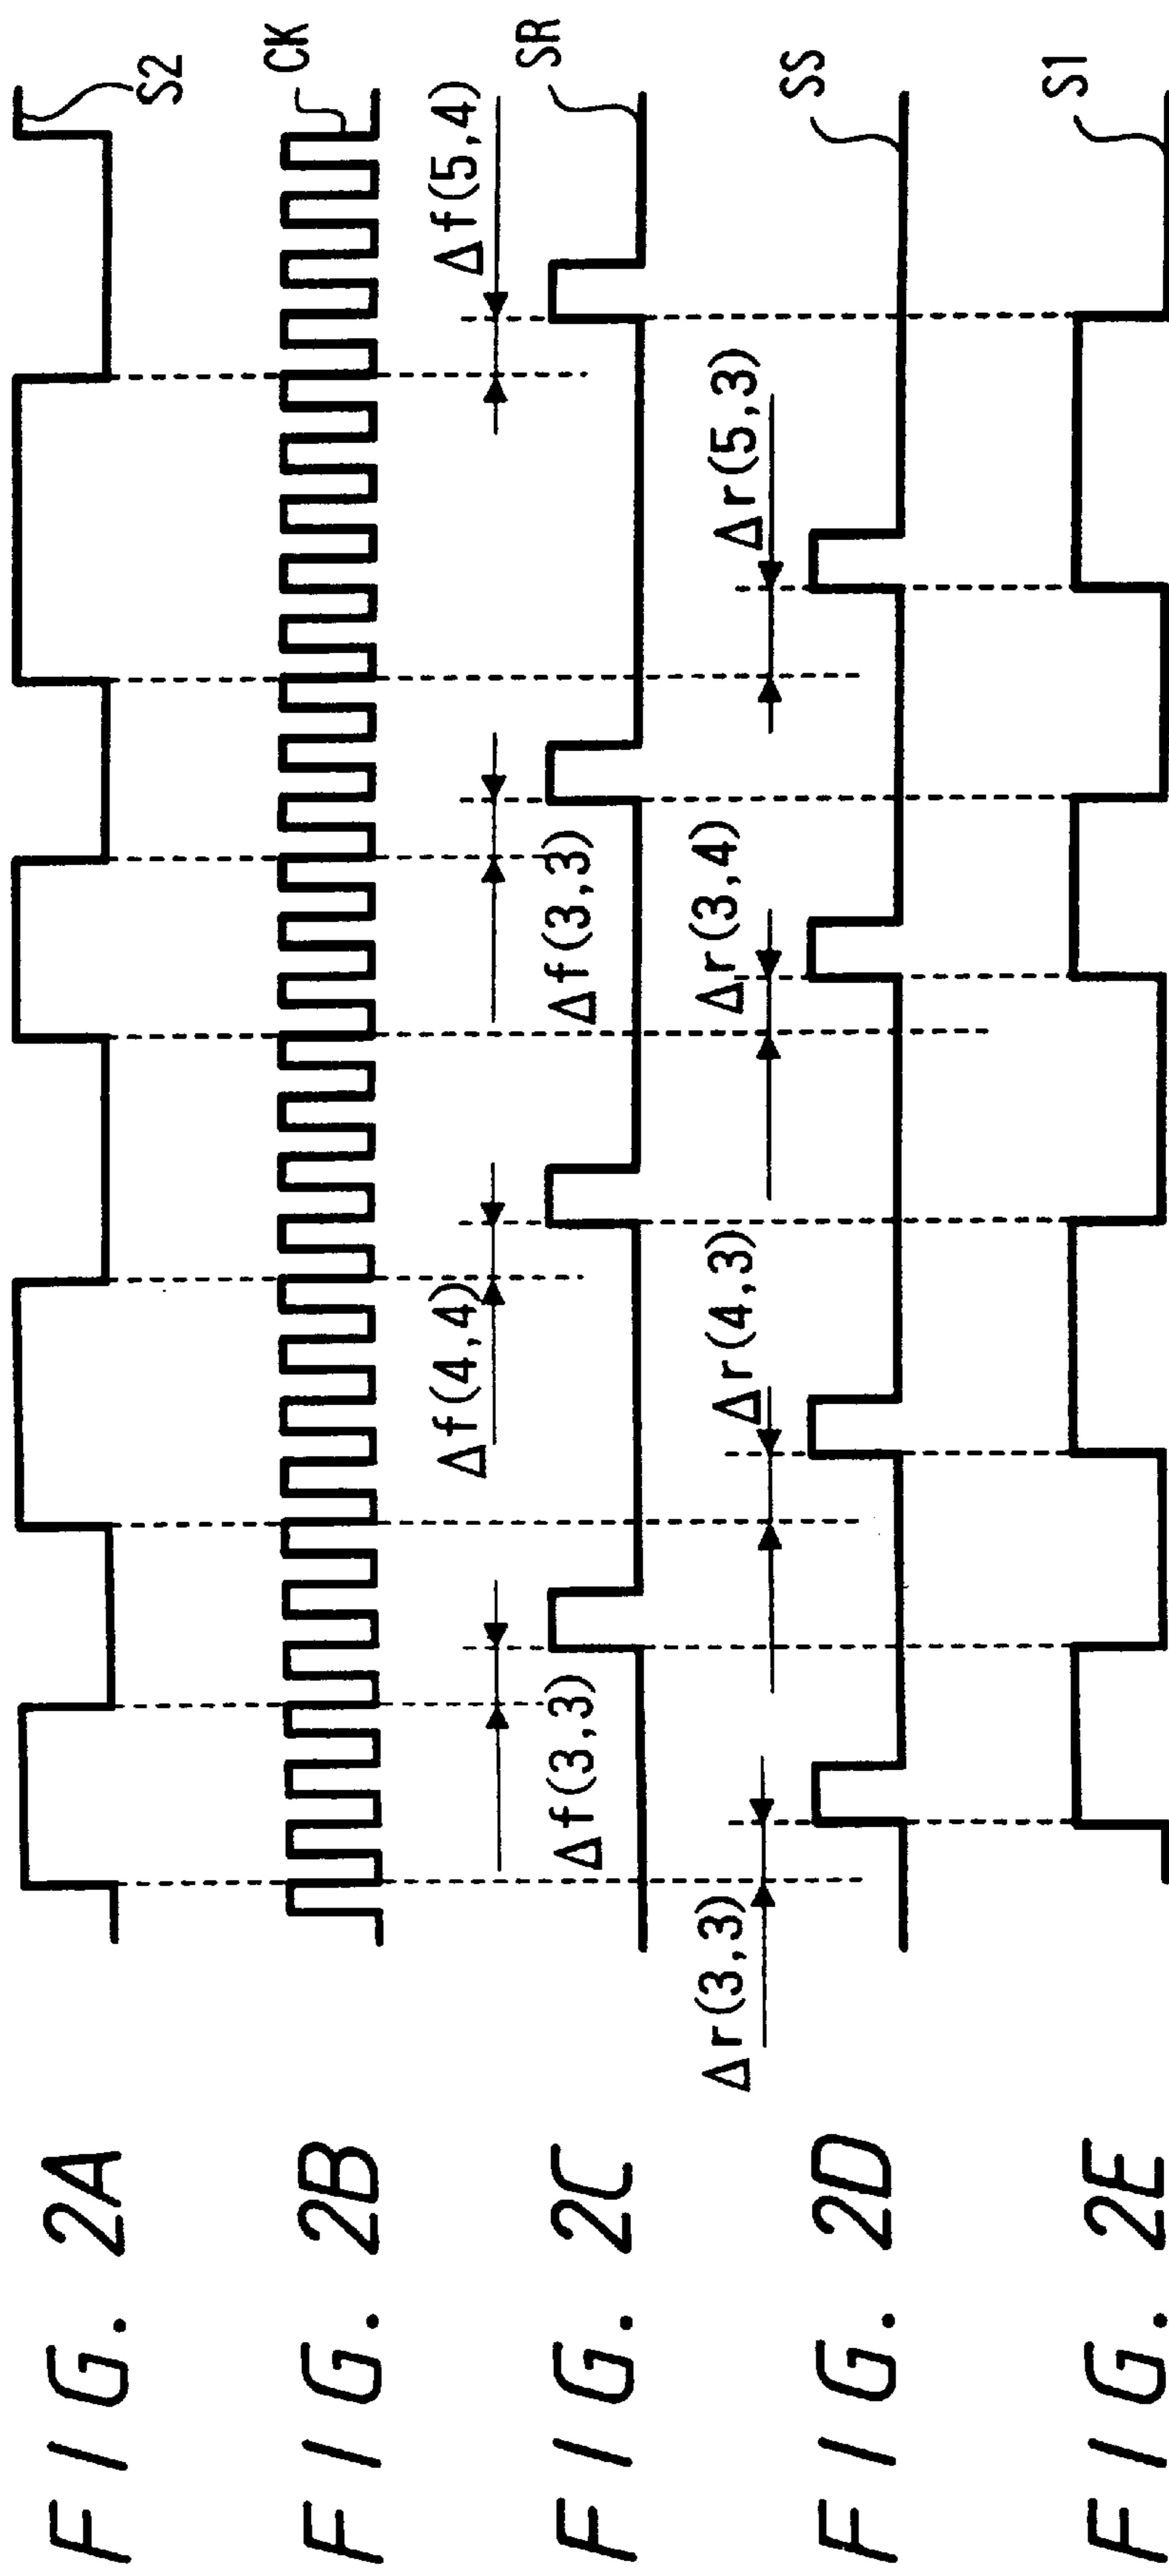 FIG. 2A
S2
FIG. 2B
CK
FIG. 2C
Δf(3,3)
Δf(4,4)
Δf(3,3)
Δf(5,4)
SR
FIG. 2D
Δr(3,3)
Δr(4,3)
Δr(3,4)
Δr(5,3)
SS
FIG. 2E
S1